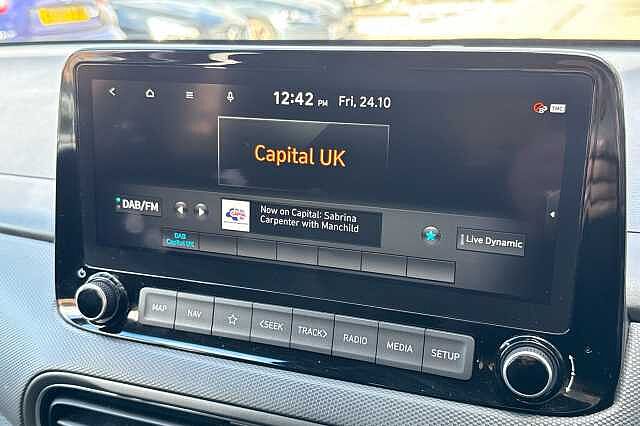 12:42 PM Fri, 24.10
TMC
Capital UK
DAB/FM
CAPITAL
Now on Capital: Sabrina
Carpenter with Manchild
Live Dynamic
DAB
Capital UK
MAP
NAV
<SEEK
TRACK>
RADIO
MEDIA
SETUP